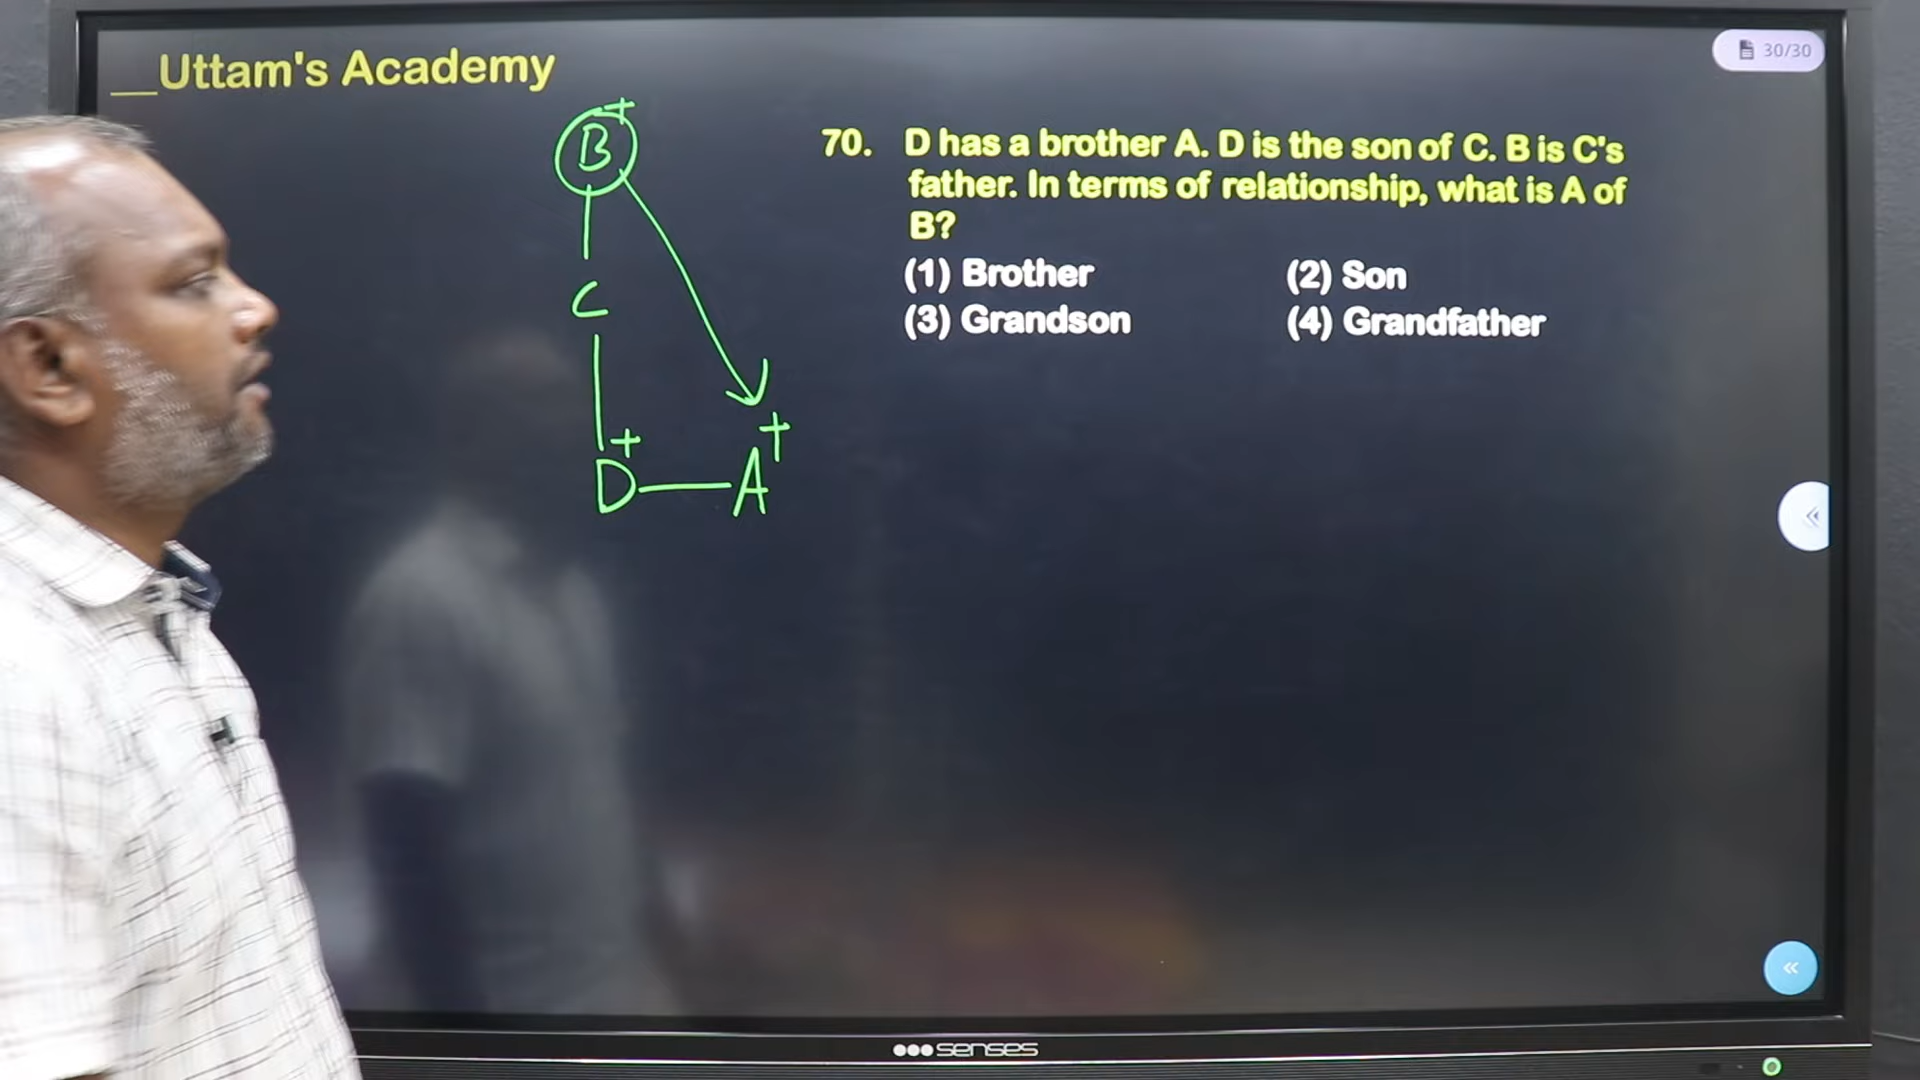 __Uttam's Academy
30/30
B +
C
D + — A +
70. D has a brother A. D is the son of C. B is C's
father. In terms of relationship, what is A of
B?
(1) Brother (2) Son
(3) Grandson (4) Grandfather
senses